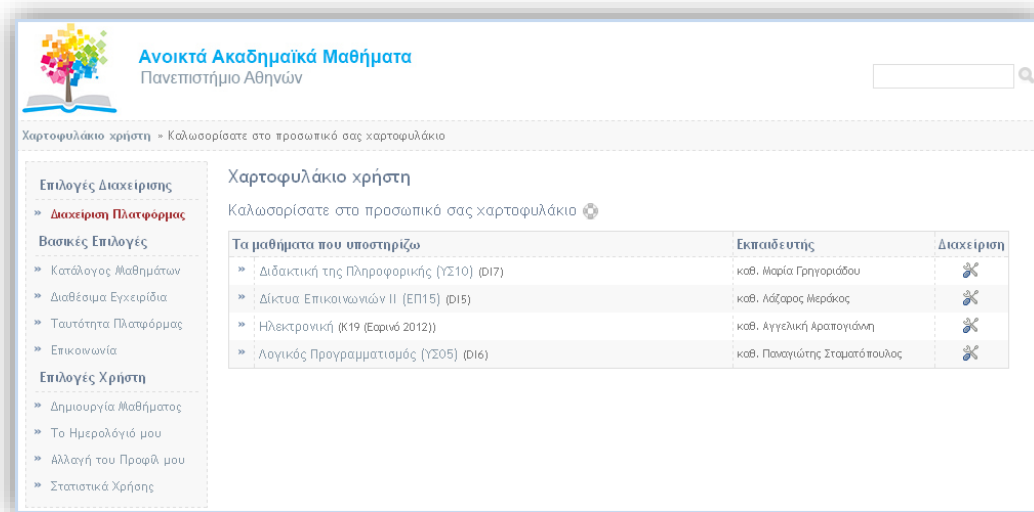 Ανοικτά Ακαδημαϊκά Μαθήματα
Πανεπιστήμιο Αθηνών
Χαρτοφυλάκιο χρήστη » Καλωσορίσατε στο προσωπικό σας χαρτοφυλάκιο
Επιλογές Διαχείρισης
» Διαχείριση Πλατφόρμας
Βασικές Επιλογές
» Κατάλογος Μαθημάτων
» Διαθέσιμα Εγχειρίδια
» Ταυτότητα Πλατφόρμας
» Επικοινωνία
Επιλογές Χρήστη
» Δημιουργία Μαθήματος
» Το Ημερολόγιό μου
» Αλλαγή του Προφίλ μου
» Στατιστικά Χρήσης
Χαρτοφυλάκιο χρήστη
Καλωσορίσατε στο προσωπικό σας χαρτοφυλάκιο
Τα μαθήματα που υποστηρίζω Εκπαιδευτής Διαχείριση
» Διδακτική της Πληροφορικής (ΥΣ10) (DI7) καθ. Μαρία Γρηγοριάδου
» Δίκτυα Επικοινωνιών ΙΙ (ΕΠ15) (DI5) καθ. Λάζαρος Μεράκος
» Ηλεκτρονική (K19 (Εαρινό 2012)) καθ. Αγγελική Αραπογιάννη
» Λογικός Προγραμματισμός (ΥΣ05) (DI6) καθ. Παναγιώτης Σταματόπουλος